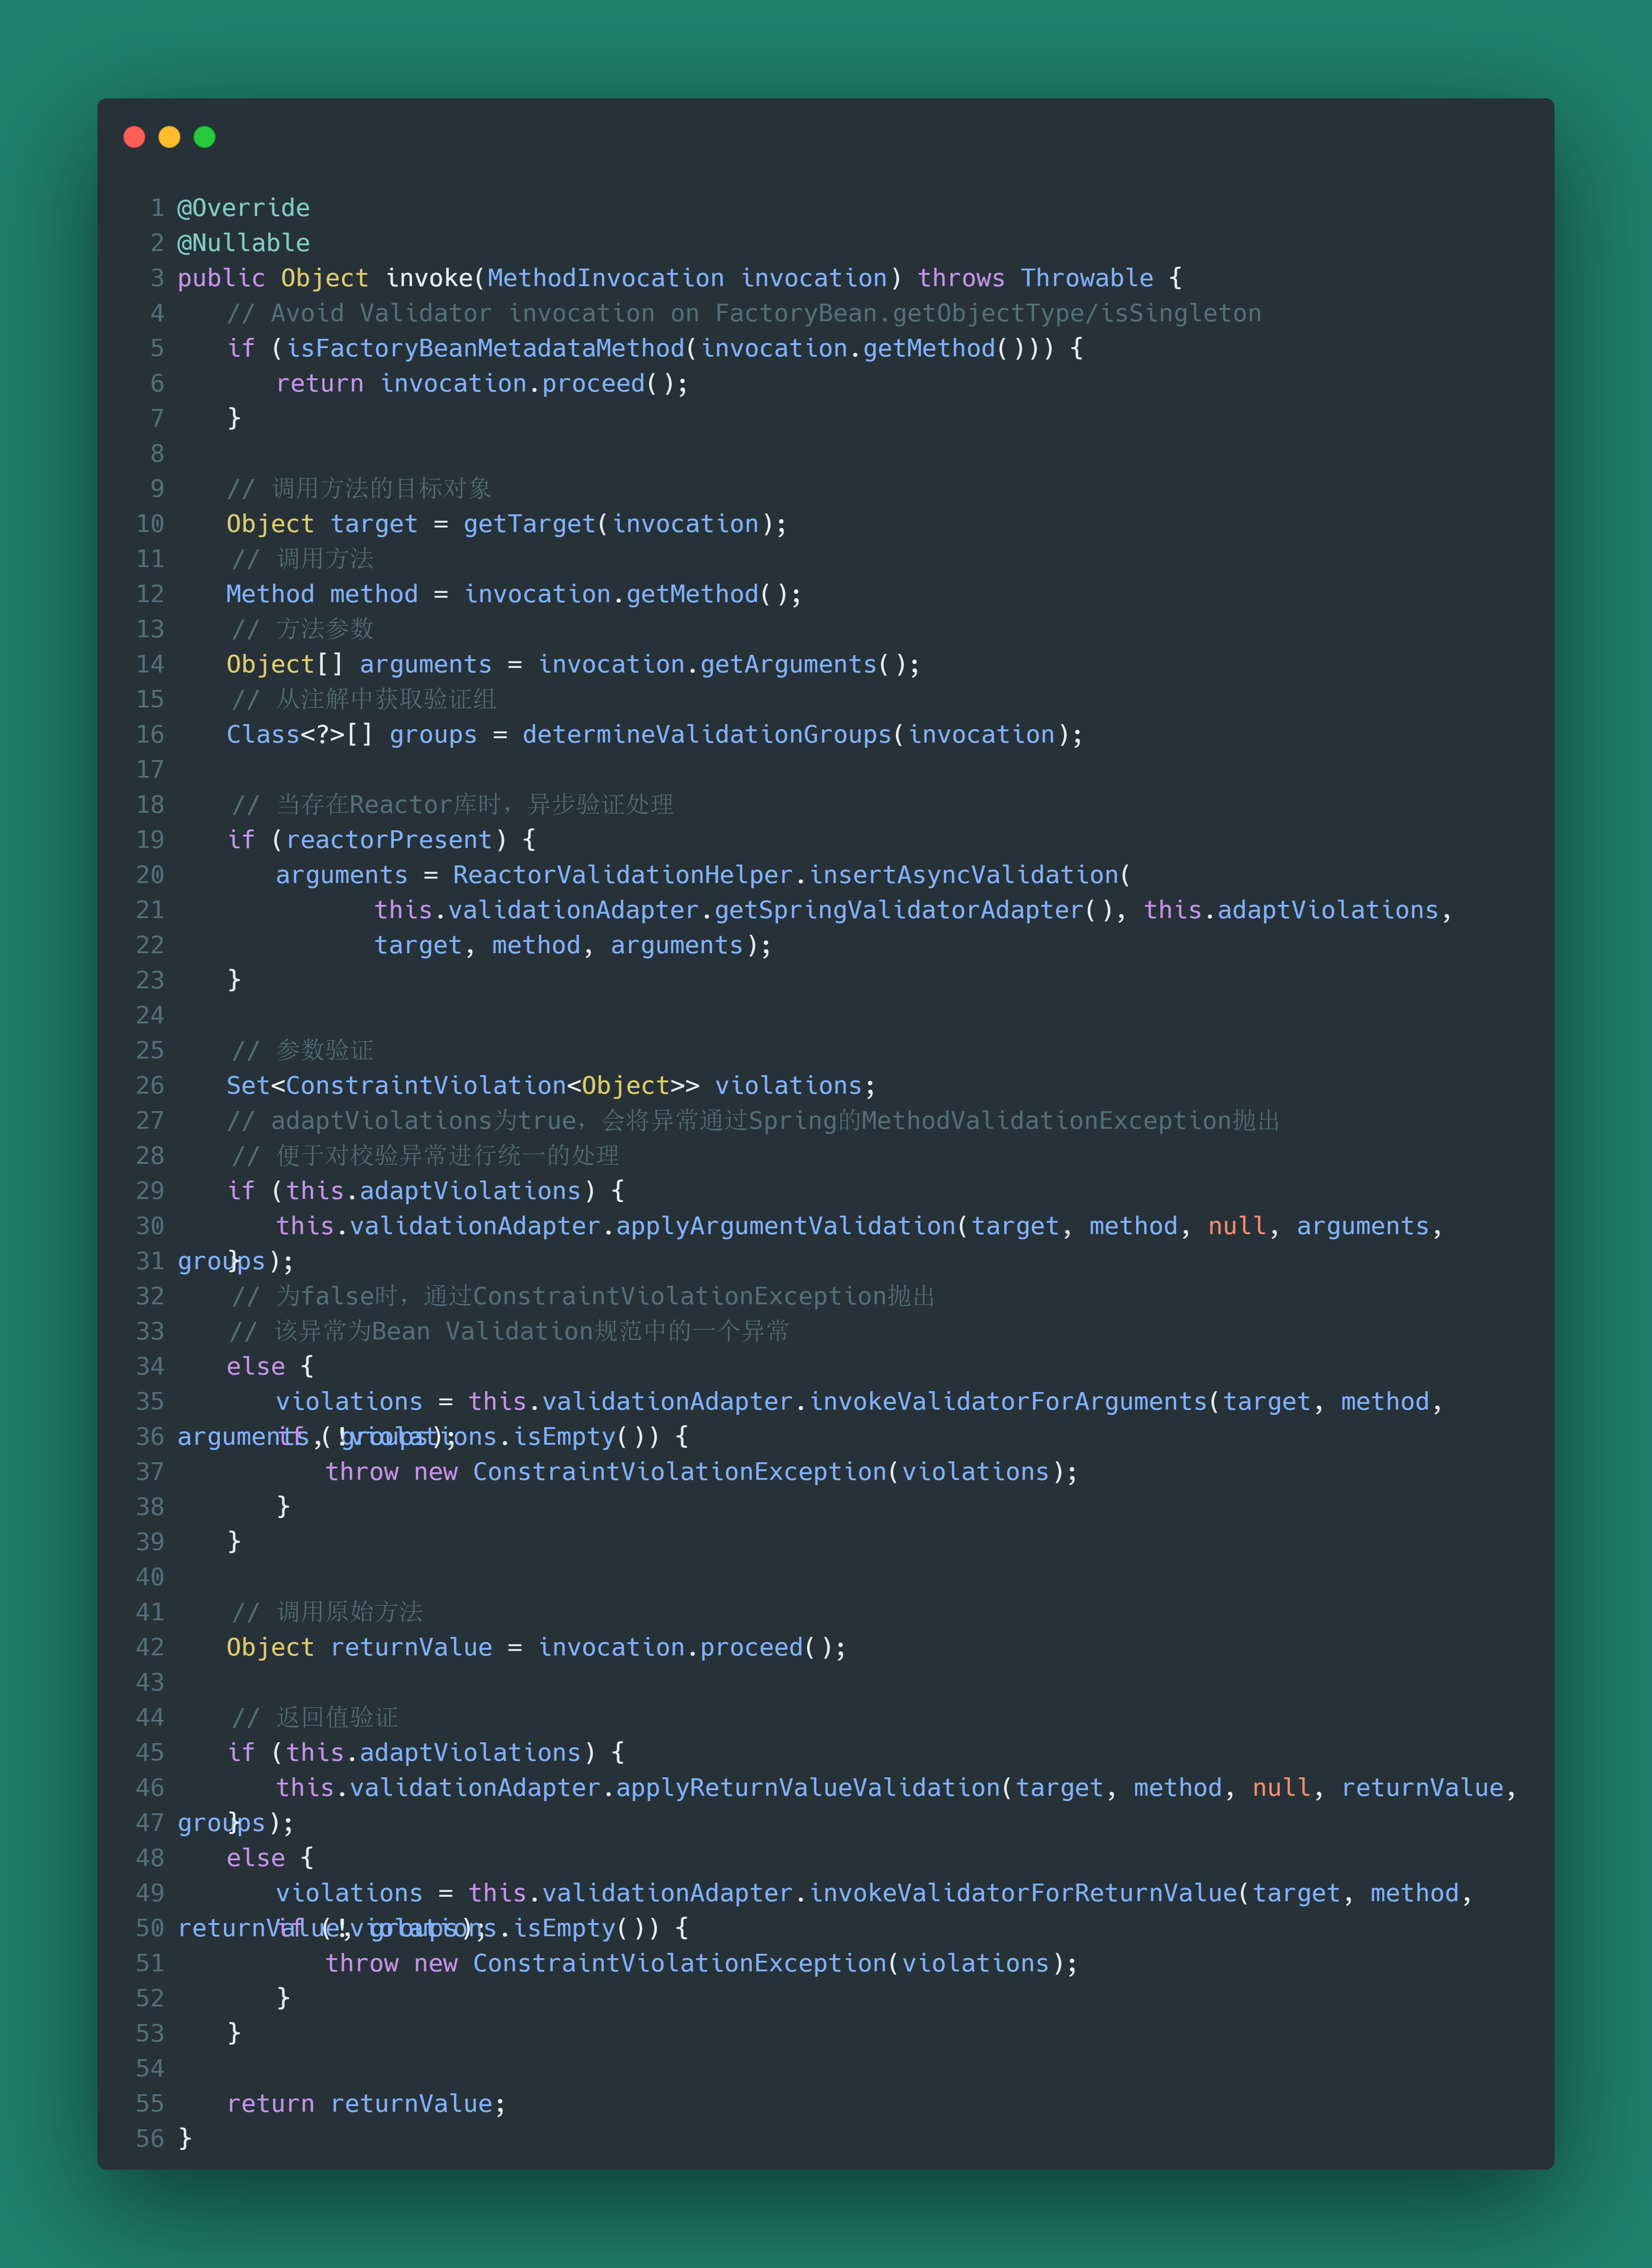 1 @Override
2 @Nullable
3 public Object invoke(MethodInvocation invocation) throws Throwable {
4     // Avoid Validator invocation on FactoryBean.getObjectType/isSingleton
5     if (isFactoryBeanMetadataMethod(invocation.getMethod())) {
6         return invocation.proceed();
7     }
8
9     // 调用方法的目标对象
10     Object target = getTarget(invocation);
11     // 调用方法
12     Method method = invocation.getMethod();
13     // 方法参数
14     Object[] arguments = invocation.getArguments();
15     // 从注解中获取验证组
16     Class<?>[] groups = determineValidationGroups(invocation);
17
18     // 当存在Reactor库时，异步验证处理
19     if (reactorPresent) {
20         arguments = ReactorValidationHelper.insertAsyncValidation(
21                 this.validationAdapter.getSpringValidatorAdapter(), this.adaptViolations,
22                 target, method, arguments);
23     }
24
25     // 参数验证
26     Set<ConstraintViolation<Object>> violations;
27     // adaptViolations为true，会将异常通过Spring的MethodValidationException抛出
28     // 便于对校验异常进行统一的处理
29     if (this.adaptViolations) {
30         this.validationAdapter.applyArgumentValidation(target, method, null, arguments,
groups);
31     }
32     // 为false时，通过ConstraintViolationException抛出
33     // 该异常为Bean Validation规范中的一个异常
34     else {
35         violations = this.validationAdapter.invokeValidatorForArguments(target, method,
arguments, groups);
36         if (!violations.isEmpty()) {
37             throw new ConstraintViolationException(violations);
38         }
39     }
40
41     // 调用原始方法
42     Object returnValue = invocation.proceed();
43
44     // 返回值验证
45     if (this.adaptViolations) {
46         this.validationAdapter.applyReturnValueValidation(target, method, null, returnValue,
groups);
47     }
48     else {
49         violations = this.validationAdapter.invokeValidatorForReturnValue(target, method,
returnValue, groups);
50         if (!violations.isEmpty()) {
51             throw new ConstraintViolationException(violations);
52         }
53     }
54
55     return returnValue;
56 }